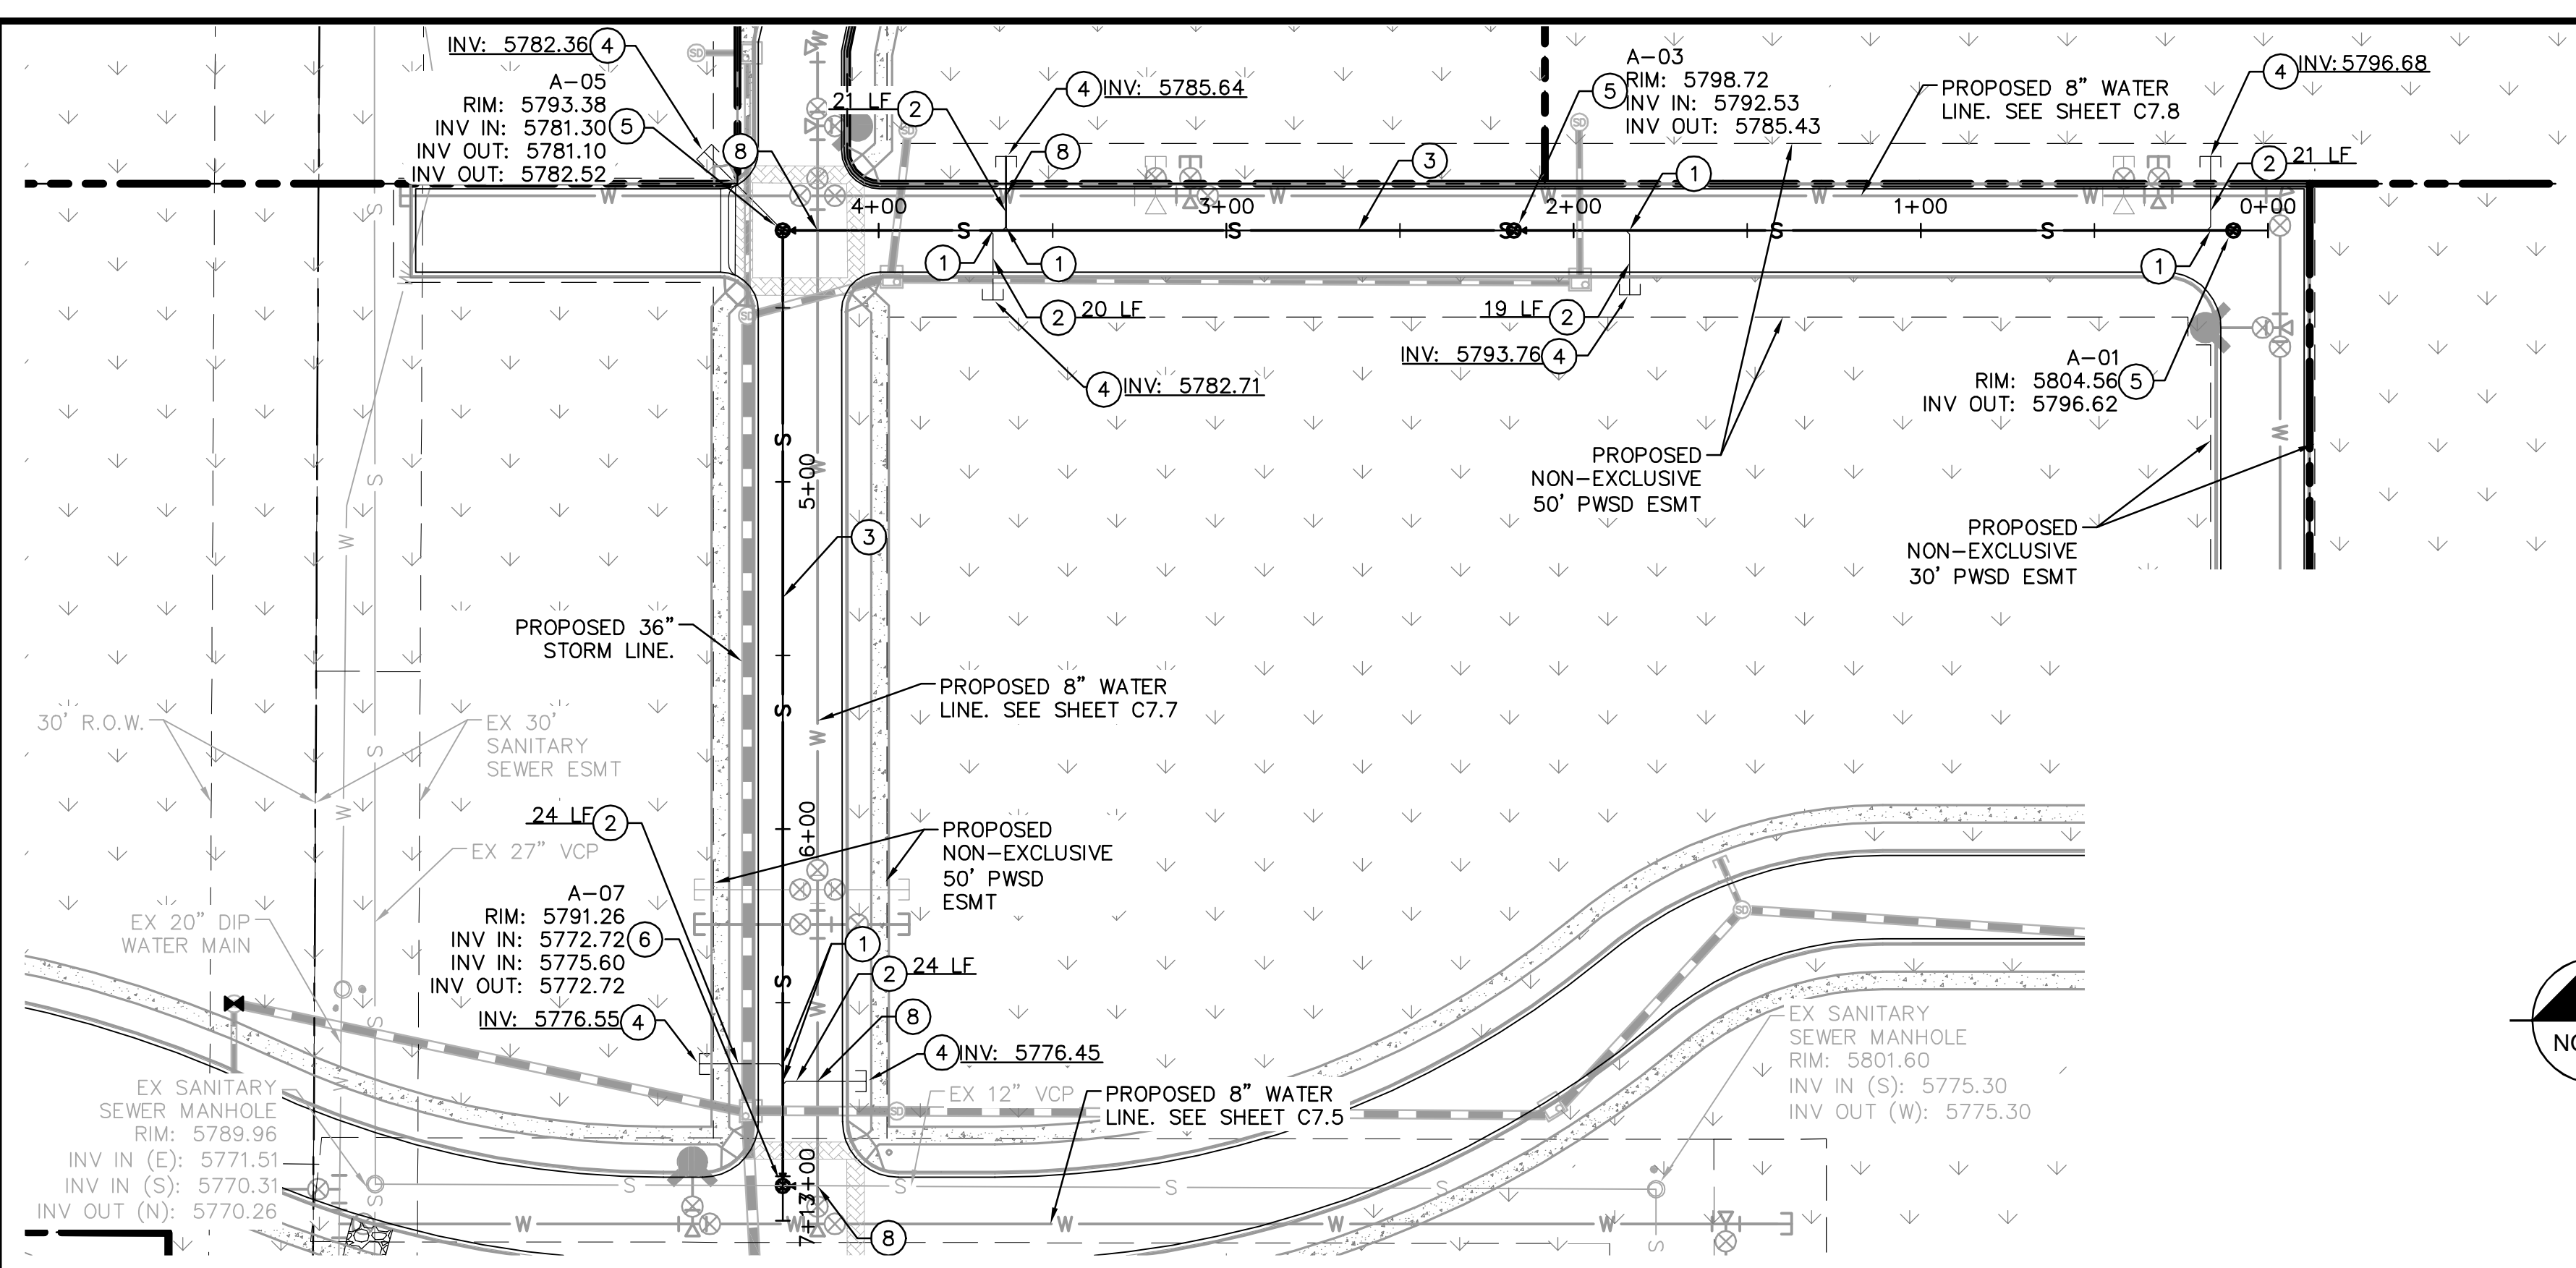 INV: 5782.36 4
A-05
RIM: 5793.38
INV IN: 5781.30 5
INV OUT: 5781.10
INV OUT: 5782.52
8
21 LF 2
4 INV: 5785.64
8
3
A-03
5 RIM: 5798.72
INV IN: 5792.53
INV OUT: 5785.43
1
PROPOSED 8" WATER
LINE. SEE SHEET C7.8
4 INV: 5796.68
2 21 LF
SD
SD
SD
W
W
W
W
W
4+00
3+00
2+00
1+00
0+00
S
S
S
S
S
1
1
1
2 20 LF
4 INV: 5782.71
19 LF 2
INV: 5793.76 4
A-01
RIM: 5804.56 5
INV OUT: 5796.62
PROPOSED
NON-EXCLUSIVE
50' PWSD ESMT
PROPOSED
NON-EXCLUSIVE
30' PWSD ESMT
W
SD
S
S
S
W
5+00
W
3
PROPOSED 36"
STORM LINE.
S
PROPOSED 8" WATER
LINE. SEE SHEET C7.7
W
30' R.O.W.
EX 30'
SANITARY
SEWER ESMT
S
W
24 LF 2
6+00
PROPOSED
NON-EXCLUSIVE
50' PWSD
ESMT
EX 27" VCP
EX 20" DIP
WATER MAIN
A-07
RIM: 5791.26
INV IN: 5772.72 6
INV IN: 5775.60
INV OUT: 5772.72
INV: 5776.55 4
1
2 24 LF
8
4 INV: 5776.45
S
W
S
W
SD
SD
EX SANITARY
SEWER MANHOLE
RIM: 5801.60
INV IN (S): 5775.30
INV OUT (W): 5775.30
EX SANITARY
SEWER MANHOLE
RIM: 5789.96
INV IN (E): 5771.51
INV IN (S): 5770.31
INV OUT (N): 5770.26
EX 12" VCP
PROPOSED 8" WATER
LINE. SEE SHEET C7.5
S
S
S
S
S
S
W
W
W
W
W
8
NO